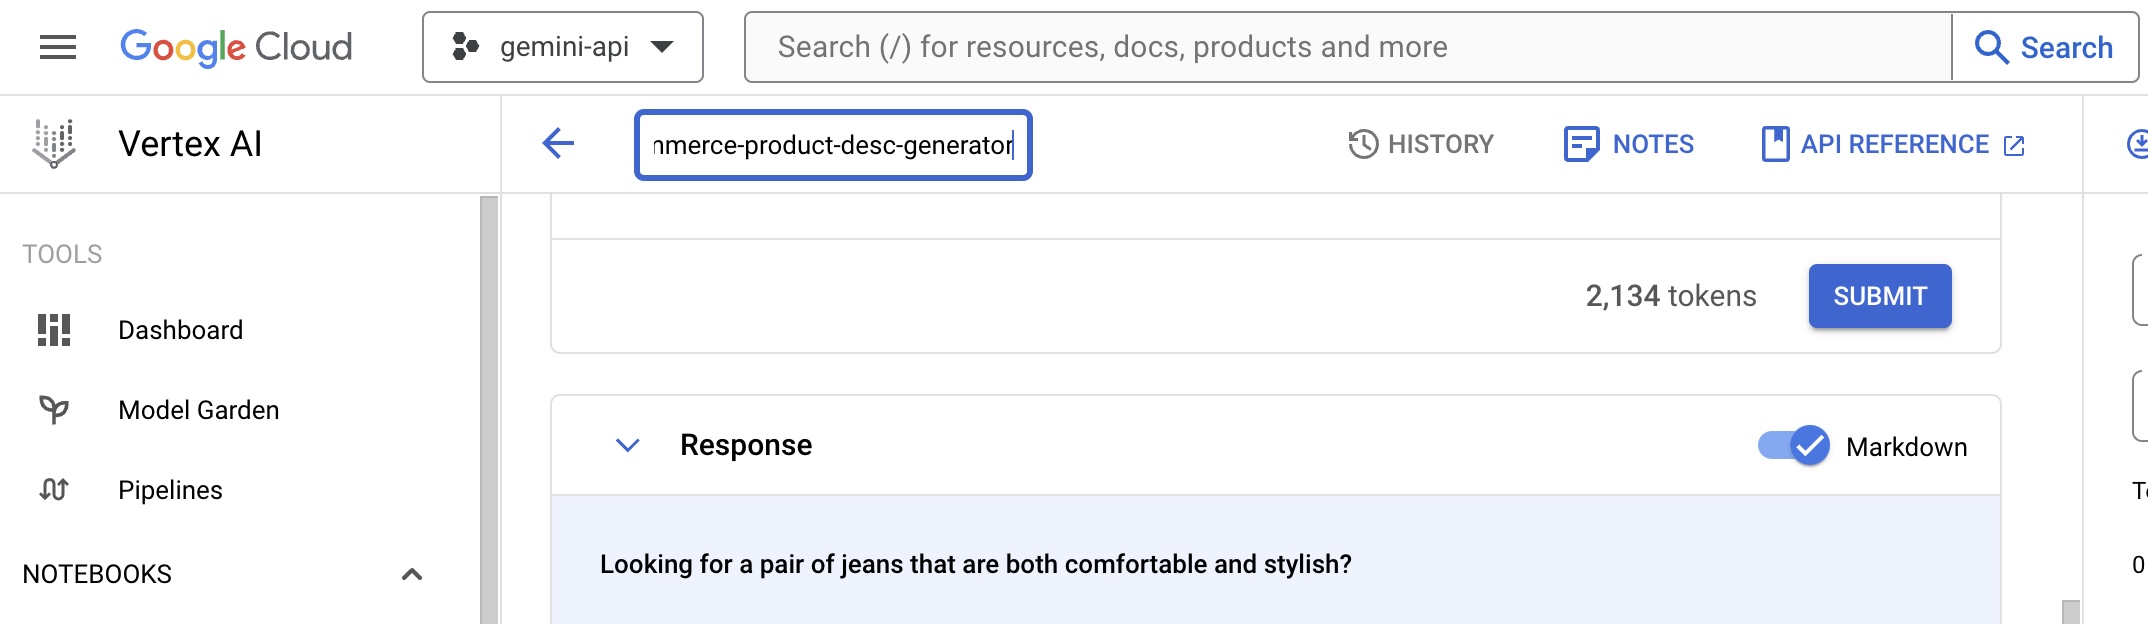 Google Cloud
gemini-api
Search (/) for resources, docs, products and more
Search
Vertex AI
nmerce-product-desc-generator
HISTORY
NOTES
API REFERENCE
TOOLS
2,134 tokens
SUBMIT
Dashboard
Model Garden
Response
Markdown
Pipelines
Looking for a pair of jeans that are both comfortable and stylish?
0
NOTEBOOKS